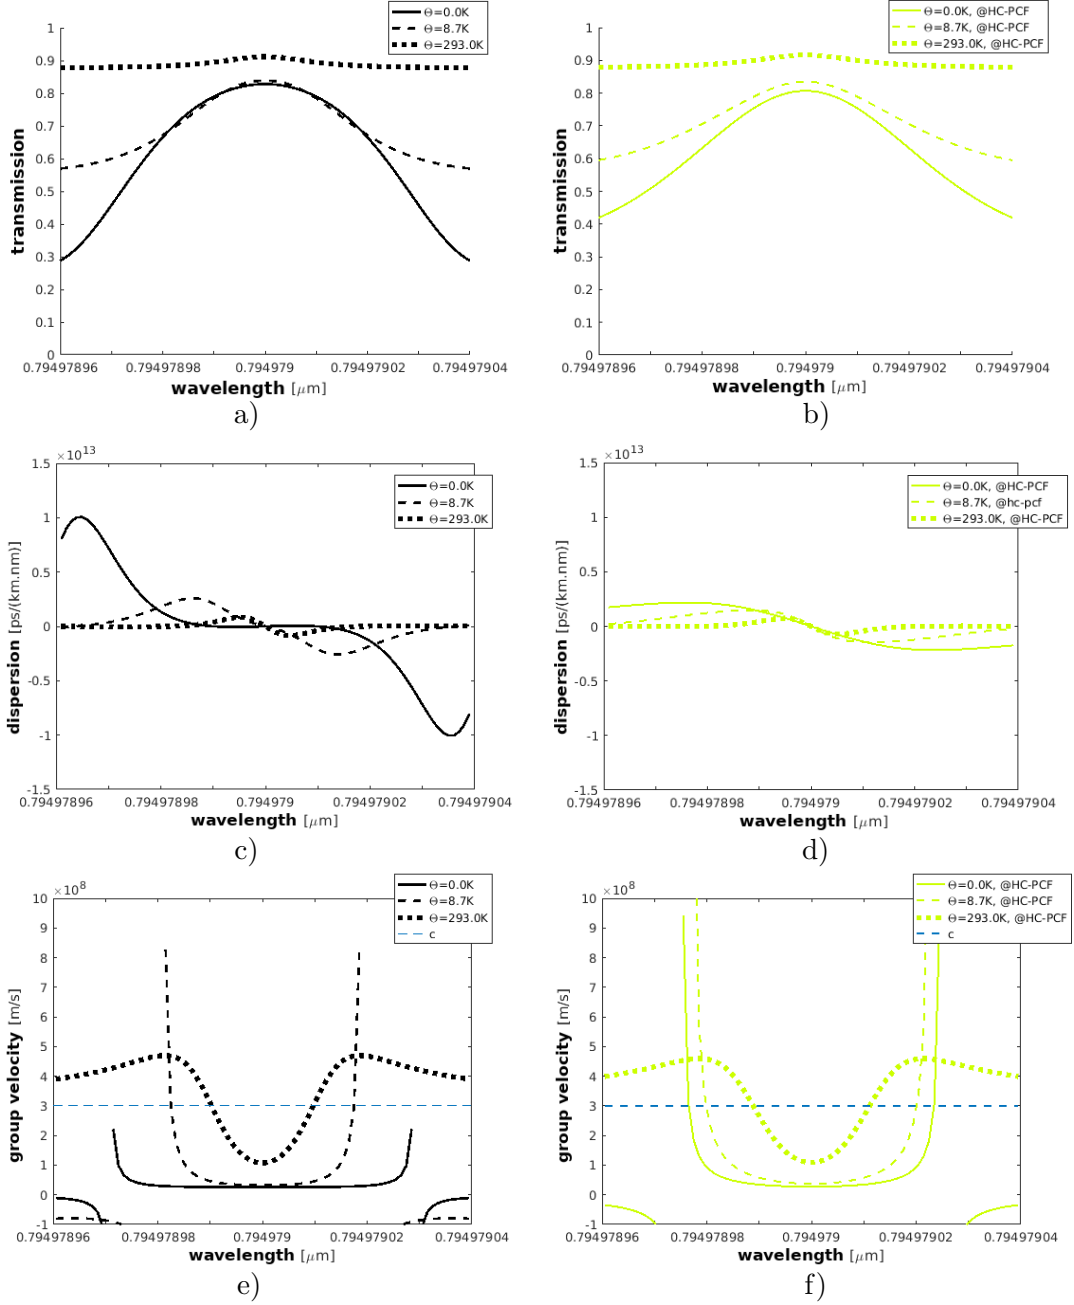 Θ=0.0K
Θ=8.7K
Θ=293.0K
1
0.9
0.8
0.7
0.6
0.5
0.4
0.3
0.2
0.1
0
transmission
0.79497896 0.79497898 0.794979 0.79497902 0.79497904
wavelength [μm]
a)
Θ=0.0K, @HC-PCF
Θ=8.7K, @HC-PCF
Θ=293.0K, @HC-PCF
1
0.9
0.8
0.7
0.6
0.5
0.4
0.3
0.2
0.1
0
transmission
0.79497896 0.79497898 0.794979 0.79497902 0.79497904
wavelength [μm]
b)
×10¹³
Θ=0.0K
Θ=8.7K
Θ=293.0K
1.5
1
0.5
0
-0.5
-1
-1.5
dispersion [ps/(km.nm)]
0.79497896 0.79497898 0.794979 0.79497902 0.79497904
wavelength [μm]
c)
×10¹³
Θ=0.0K, @HC-PCF
Θ=8.7K, @hc-pcf
Θ=293.0K, @HC-PCF
1.5
1
0.5
0
-0.5
-1
-1.5
dispersion [ps/(km.nm)]
0.79497896 0.79497898 0.794979 0.79497902 0.79497904
wavelength [μm]
d)
×10⁸
Θ=0.0K
Θ=8.7K
Θ=293.0K
c
10
9
8
7
6
5
4
3
2
1
0
-1
group velocity [m/s]
0.79497896 0.79497898 0.794979 0.79497902 0.79497904
wavelength [μm]
e)
×10⁸
Θ=0.0K, @HC-PCF
Θ=8.7K, @HC-PCF
Θ=293.0K, @HC-PCF
c
10
9
8
7
6
5
4
3
2
1
0
-1
group velocity [m/s]
0.79497896 0.79497898 0.794979 0.79497902 0.79497904
wavelength [μm]
f)